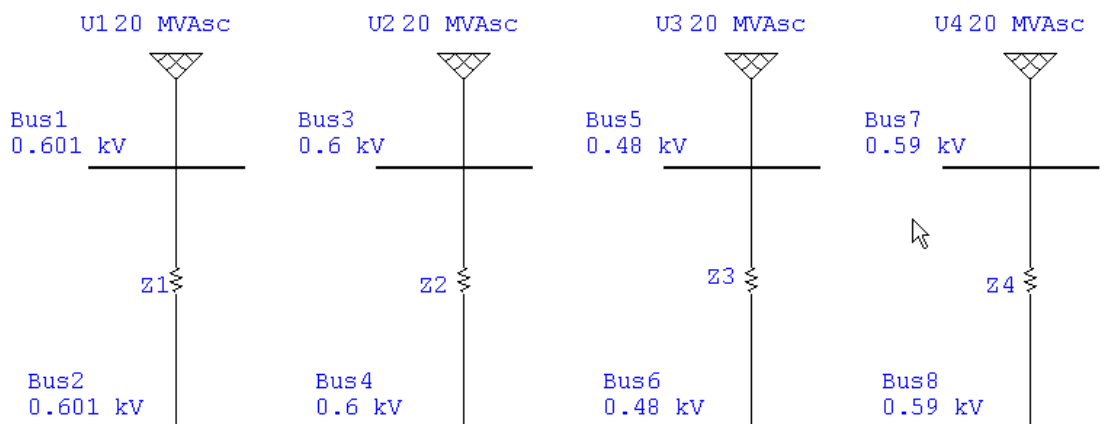 U1 20 MVAsc
U2 20 MVAsc
U3 20 MVAsc
U4 20 MVAsc
Bus1
0.601 kV
Bus3
0.6 kV
Bus5
0.48 kV
Bus7
0.59 kV
Z1
Z2
Z3
Z4
Bus2
0.601 kV
Bus4
0.6 kV
Bus6
0.48 kV
Bus8
0.59 kV